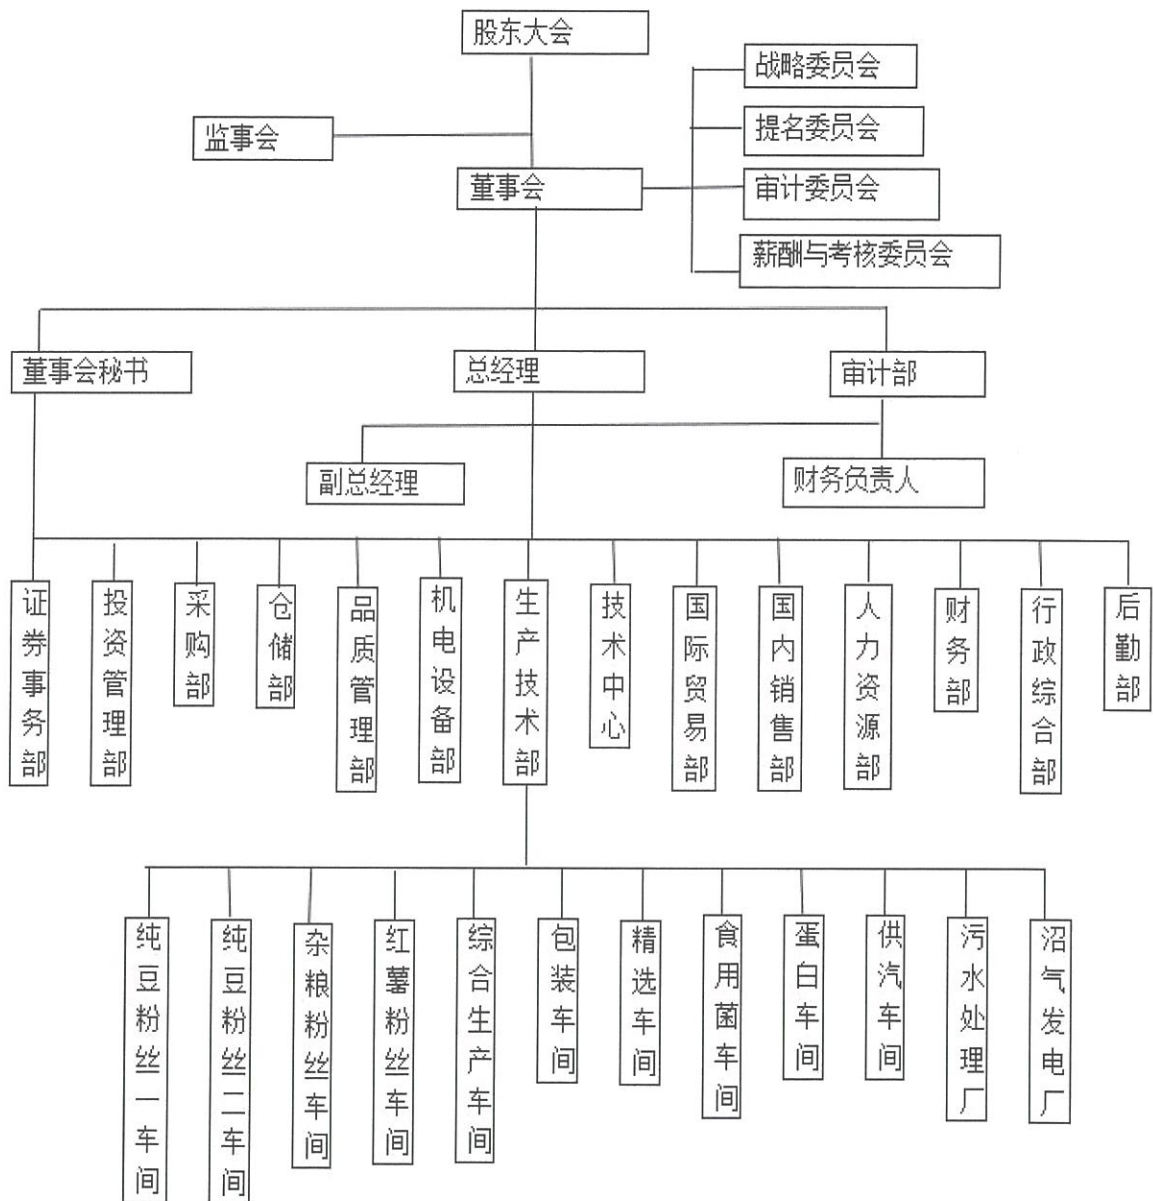 股东大会
战略委员会
监事会
提名委员会
董事会
审计委员会
薪酬与考核委员会
董事会秘书
总经理
审计部
副总经理
财务负责人
证券事务部
投资管理部
采购部
仓储部
品质管理部
机电设备部
生产技术部
技术中心
国际贸易部
国内销售部
人力资源部
财务部
行政综合部
后勤部
纯豆粉丝一车间
纯豆粉丝二车间
杂粮粉丝车间
红薯粉丝车间
综合生产车间
包装车间
精选车间
食用菌车间
蛋白车间
供汽车间
污水处理厂
沼气发电厂